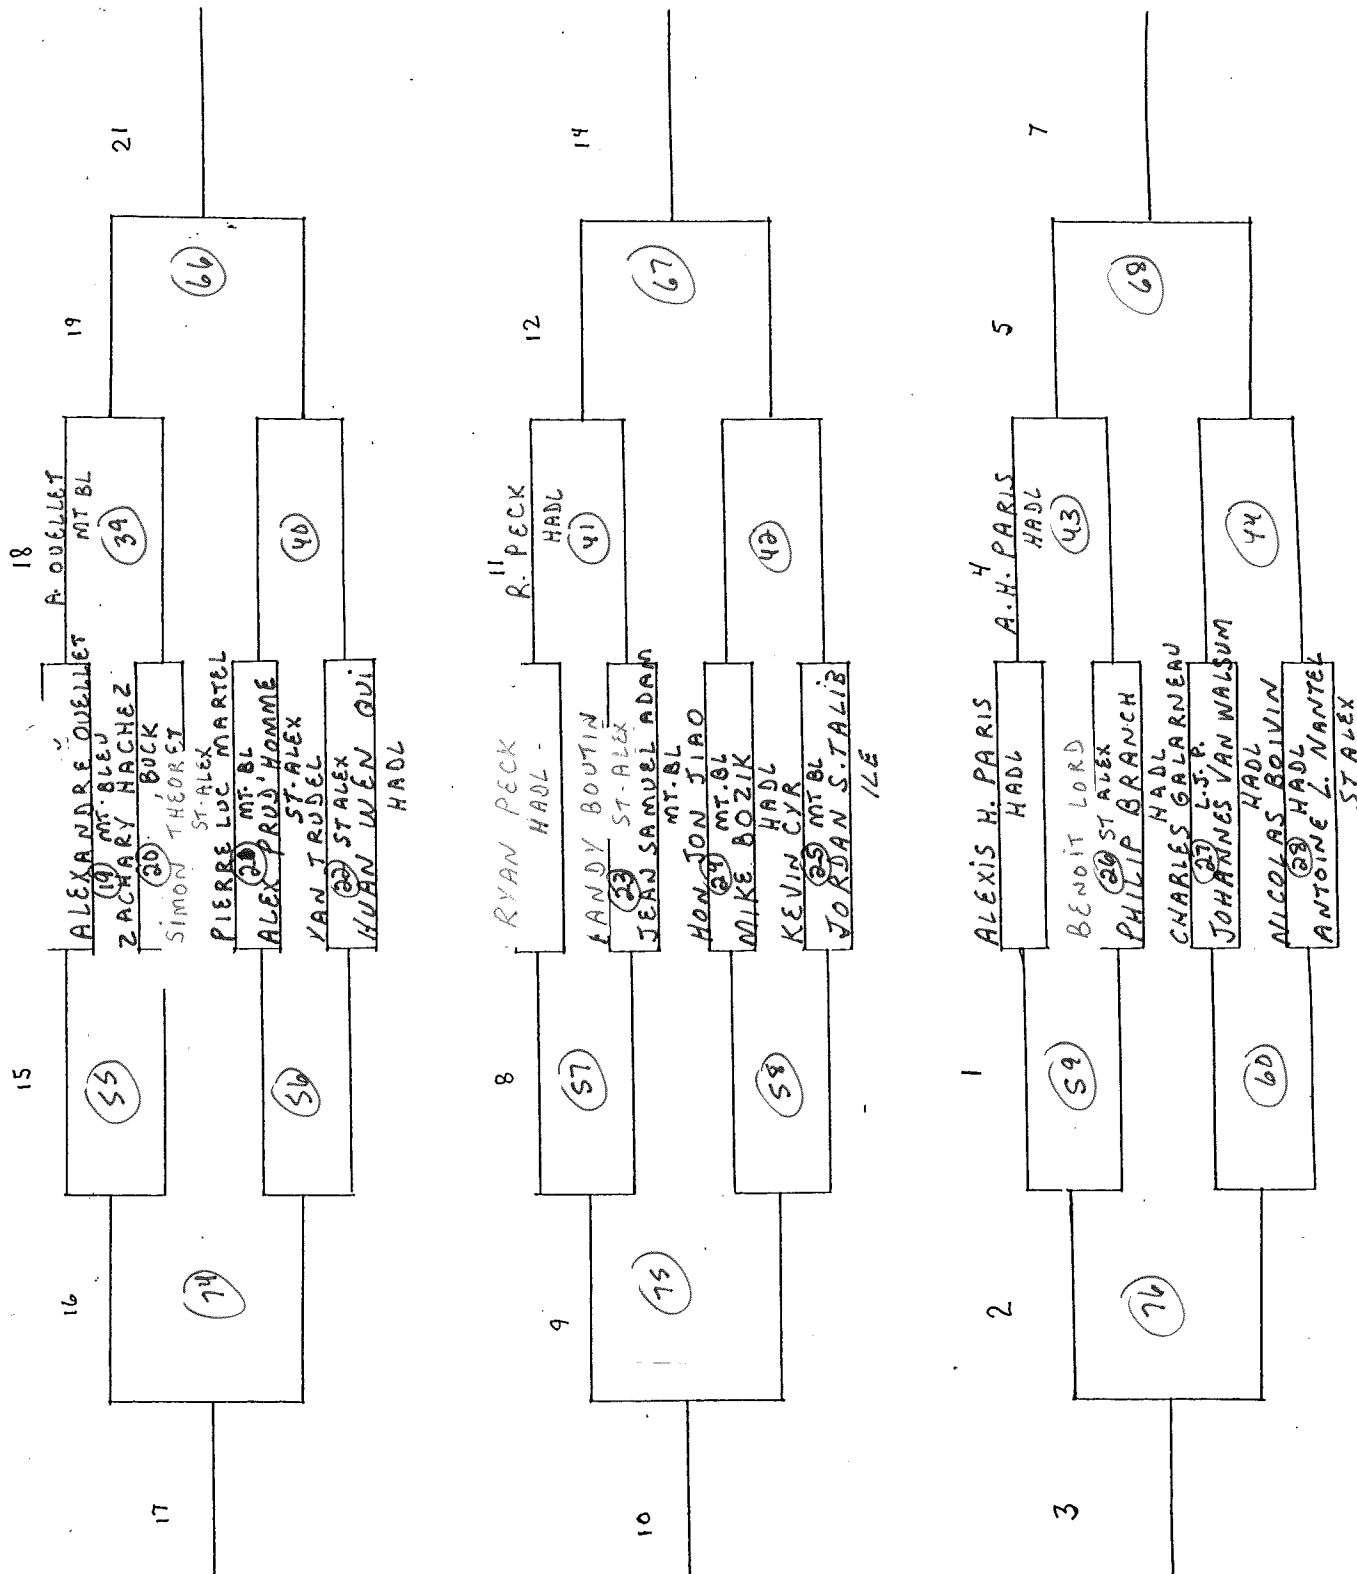 17
16
15
18
19
21
74
55
56
ALEXANDRE OUELLET
19 MT. BLEU
ZACHARY HACHEZ
20 BUCK
SIMON THÉORET
ST-ALEX
PIERRE LUC MARTEL
MT. BL
ALEX PRUD'HOMME
ST. ALEX
YAN TRUDEL
22 ST ALEX
HUAN WEN QUI
HADL
A. OUELLET
MT BL
39
40
66
10
9
8
11
12
14
75
57
58
RYAN PECK
HADL.
ANDY BOUTIN
23 ST-ALEX
JEAN SAMUEL ADAM
MT. BL
HON JON JIAO
24 MT. BL
MIKE BOZIK
HADL
KEVIN CYR
25 MT BL
JORDAN S. TALIB
ILE
R. PECK
HADL
41
42
67
3
2
1
4
5
7
76
59
60
ALEXIS H. PARIS
HADL
BENOIT LORD
26 ST ALEX
PHILIP BRANCH
HADL
CHARLES GALARNEAU
27 L.J.P.
JOHANNES VAN WALSUM
HADL
NICOLAS BOIVIN
28 HADL
ANTOINE L. NANTEL
ST ALEX
A. H. PARIS
HADL
43
44
68